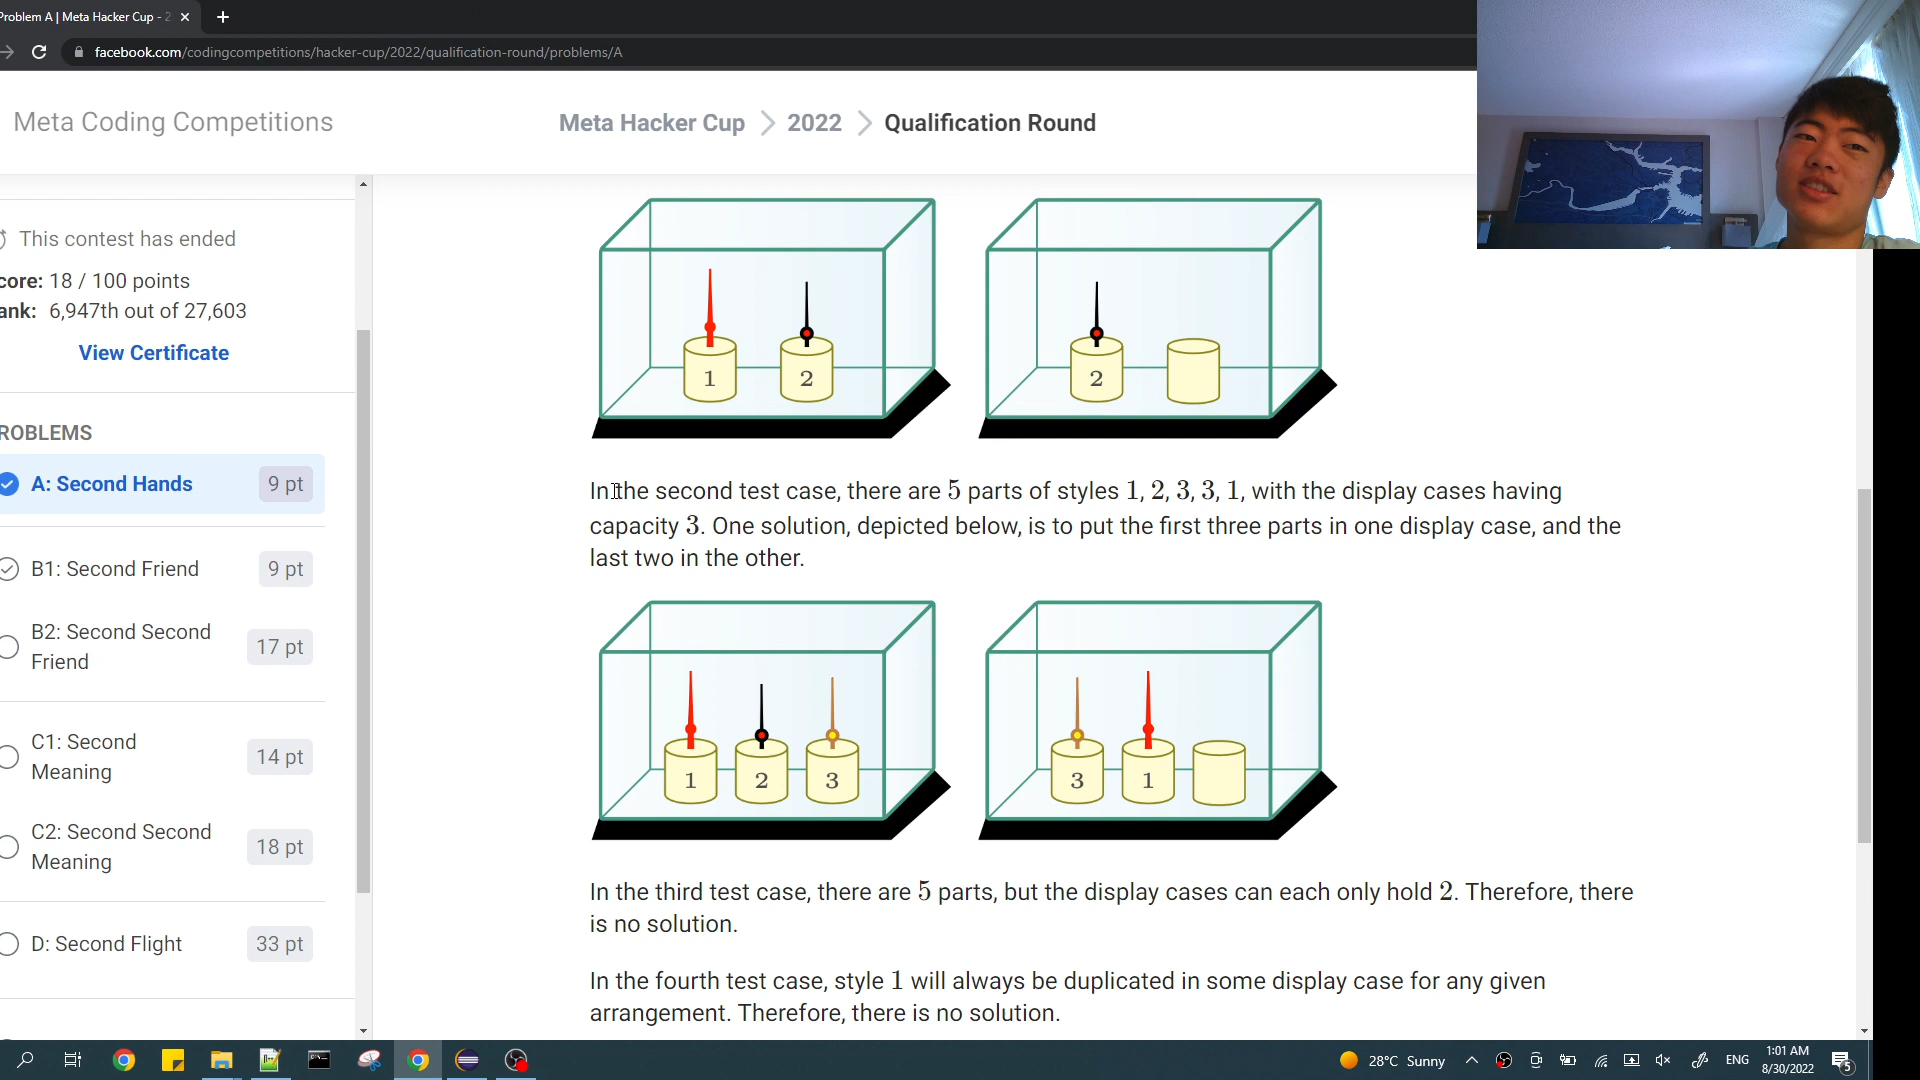 Problem A | Meta Hacker Cup - 2
facebook.com/codingcompetitions/hacker-cup/2022/qualification-round/problems/A
Meta Coding Competitions
Meta Hacker Cup
2022
Qualification Round
This contest has ended
core: 18 / 100 points
ank: 6,947th out of 27,603
View Certificate
ROBLEMS
A: Second Hands 9 pt
B1: Second Friend 9 pt
B2: Second Second
Friend
17 pt
C1: Second
Meaning
14 pt
C2: Second Second
Meaning
18 pt
D: Second Flight 33 pt
1 2
2
In the second test case, there are 5 parts of styles 1, 2, 3, 3, 1, with the display cases having
capacity 3. One solution, depicted below, is to put the first three parts in one display case, and the
last two in the other.
1 2 3
3 1
In the third test case, there are 5 parts, but the display cases can each only hold 2. Therefore, there
is no solution.
In the fourth test case, style 1 will always be duplicated in some display case for any given
arrangement. Therefore, there is no solution.
28°C Sunny
ENG
1:01 AM
8/30/2022
5